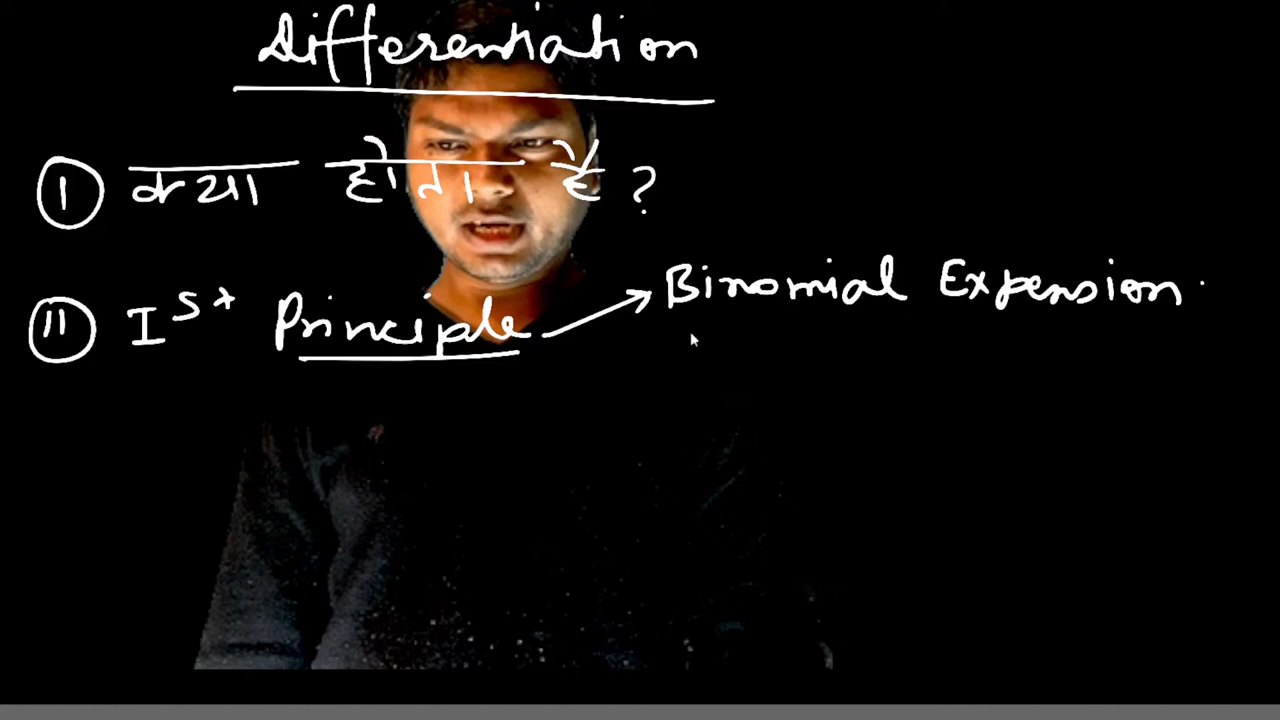 Differentiation
① क्या होता है ?
② Ist Principle → Binomial Expension